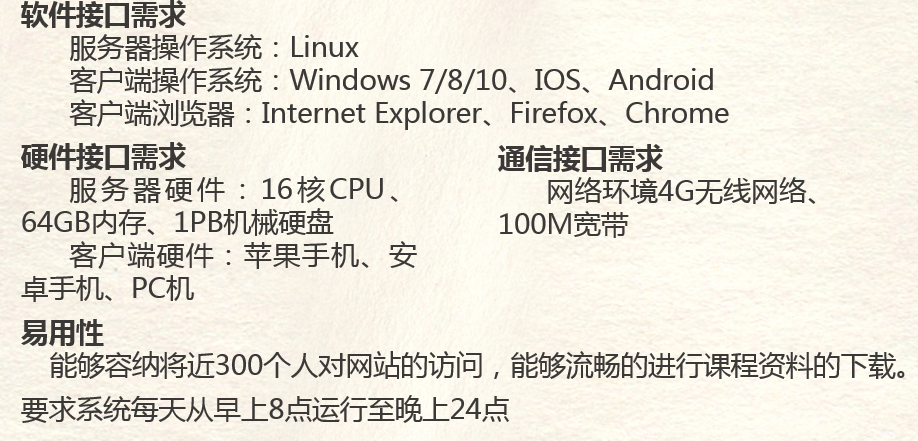 软件接口需求
服务器操作系统：Linux
客户端操作系统：Windows 7/8/10、IOS、Android
客户端浏览器：Internet Explorer、Firefox、Chrome
硬件接口需求
服务器硬件：16核CPU、
64GB内存、1PB机械硬盘
客户端硬件：苹果手机、安
卓手机、PC机
通信接口需求
网络环境4G无线网络、
100M宽带
易用性
能够容纳将近300个人对网站的访问，能够流畅的进行课程资料的下载。
要求系统每天从早上8点运行至晚上24点